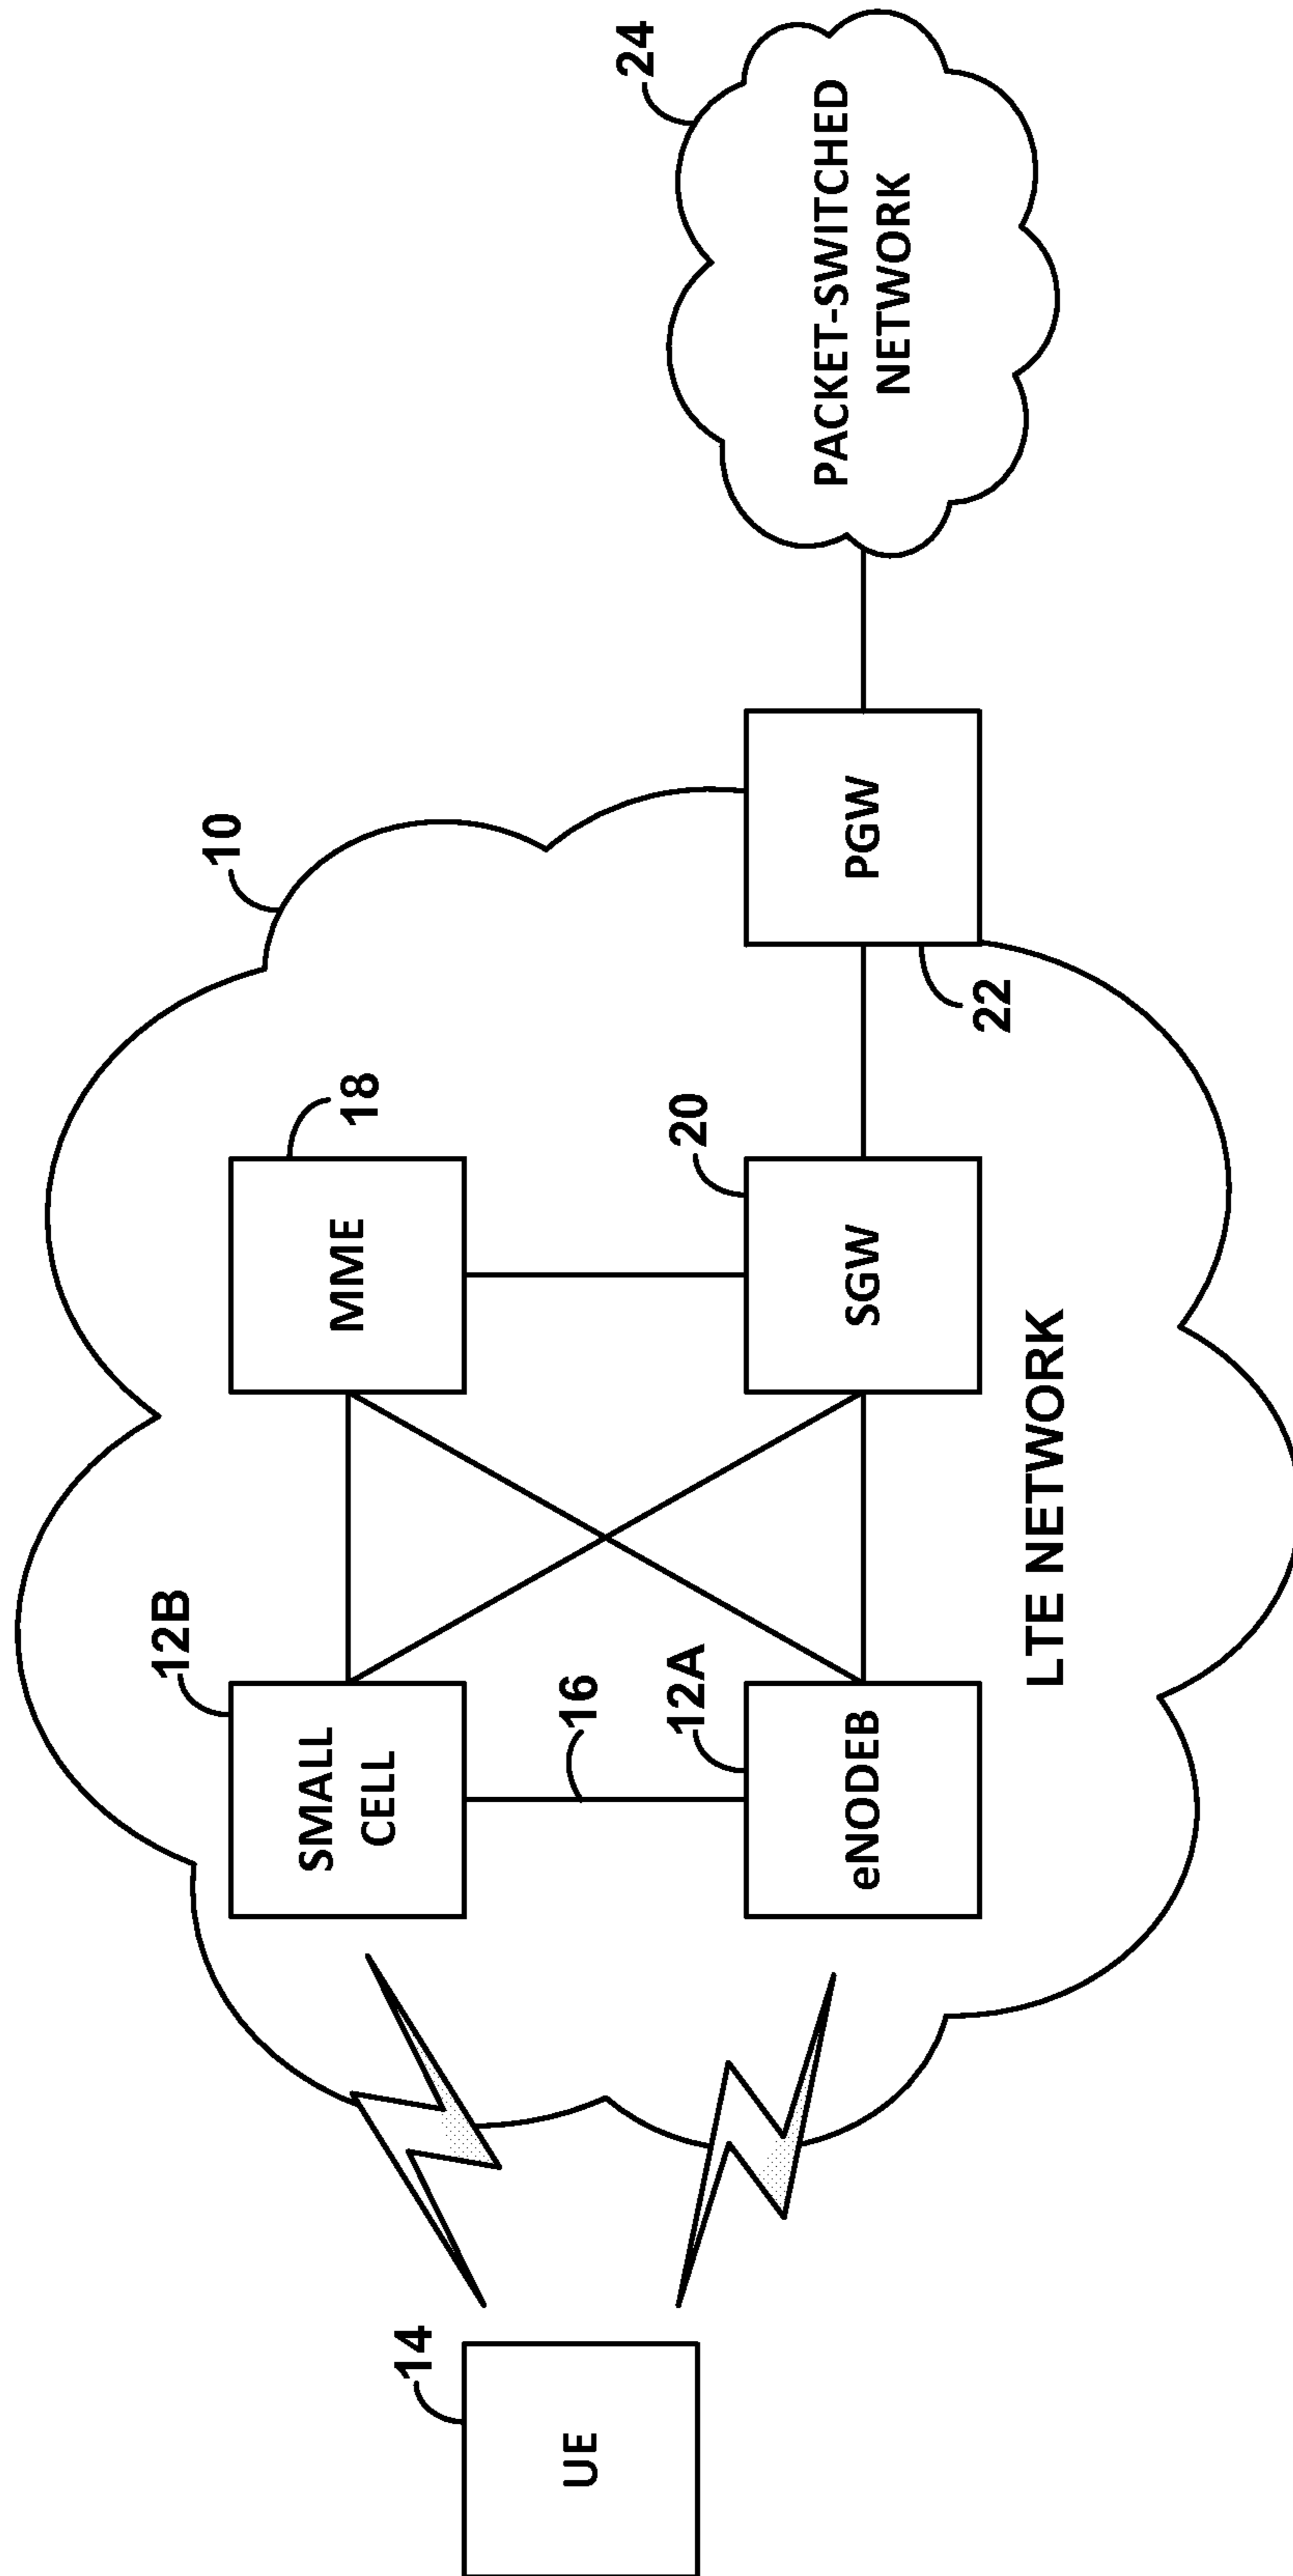 10
24
12B
18
SMALL
CELL
MME
14
UE
16
12A
20
eNODEB
SGW
PGW
22
PACKET-SWITCHED
NETWORK
LTE NETWORK